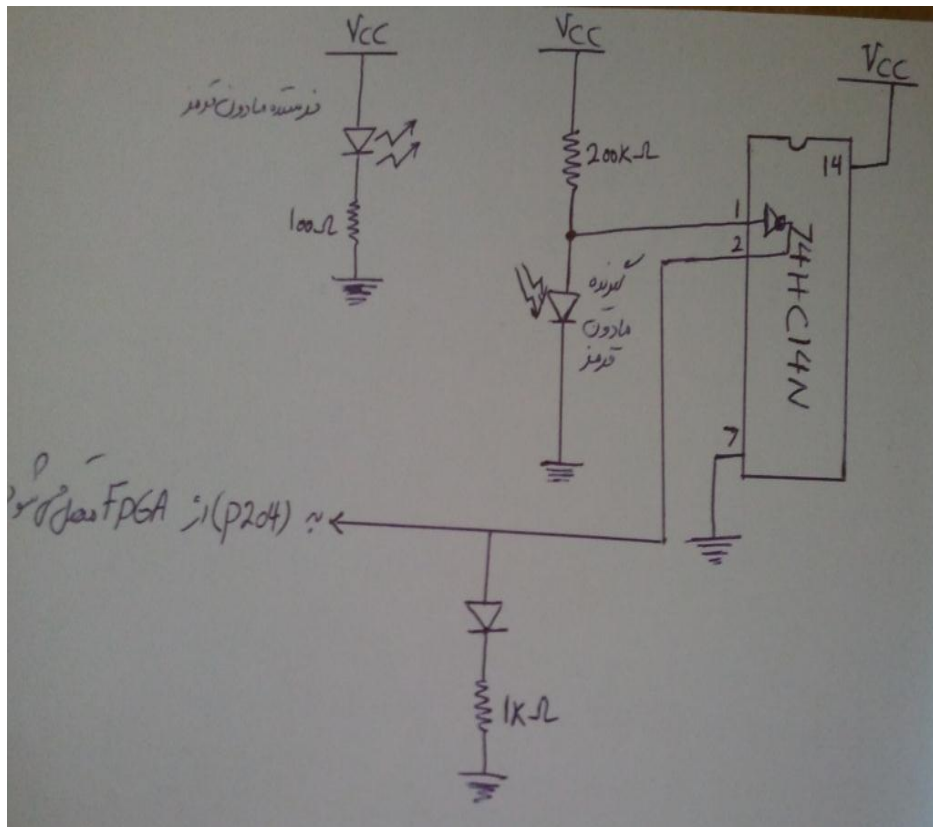 VCC
VCC
VCC
فرستنده مادون قرمز
100Ω
200KΩ
14
1
2
74HC14N
گیرنده
مادون
قرمز
7
به (P204) از FPGA متصل می شود
1KΩ